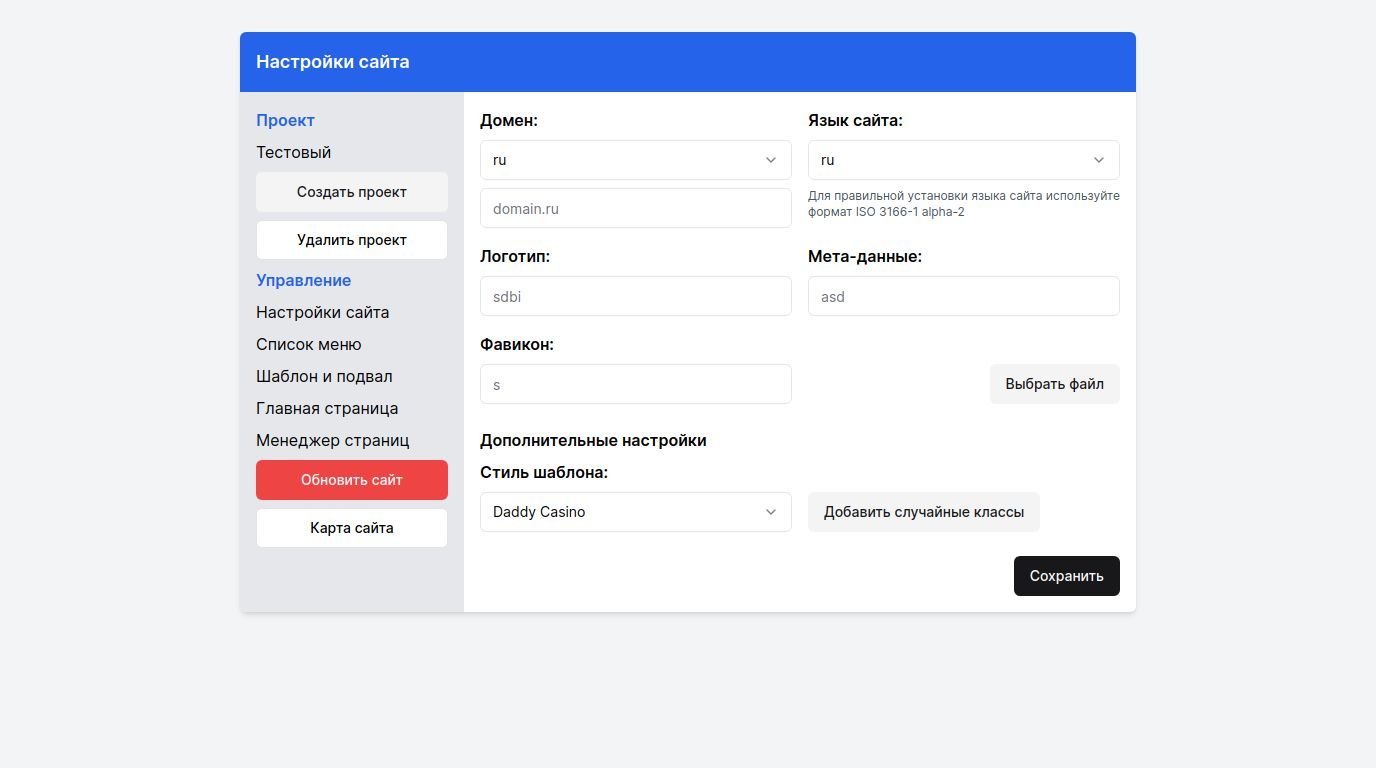 Настройки сайта
Проект
Тестовый
Создать проект
Удалить проект
Управление
Настройки сайта
Список меню
Шаблон и подвал
Главная страница
Менеджер страниц
Обновить сайт
Карта сайта
Домен:
ru
domain.ru
Язык сайта:
ru
Для правильной установки языка сайта используйте
формат ISO 3166-1 alpha-2
Логотип:
sdbi
Мета-данные:
asd
Фавикон:
s
Выбрать файл
Дополнительные настройки
Стиль шаблона:
Daddy Casino
Добавить случайные классы
Сохранить